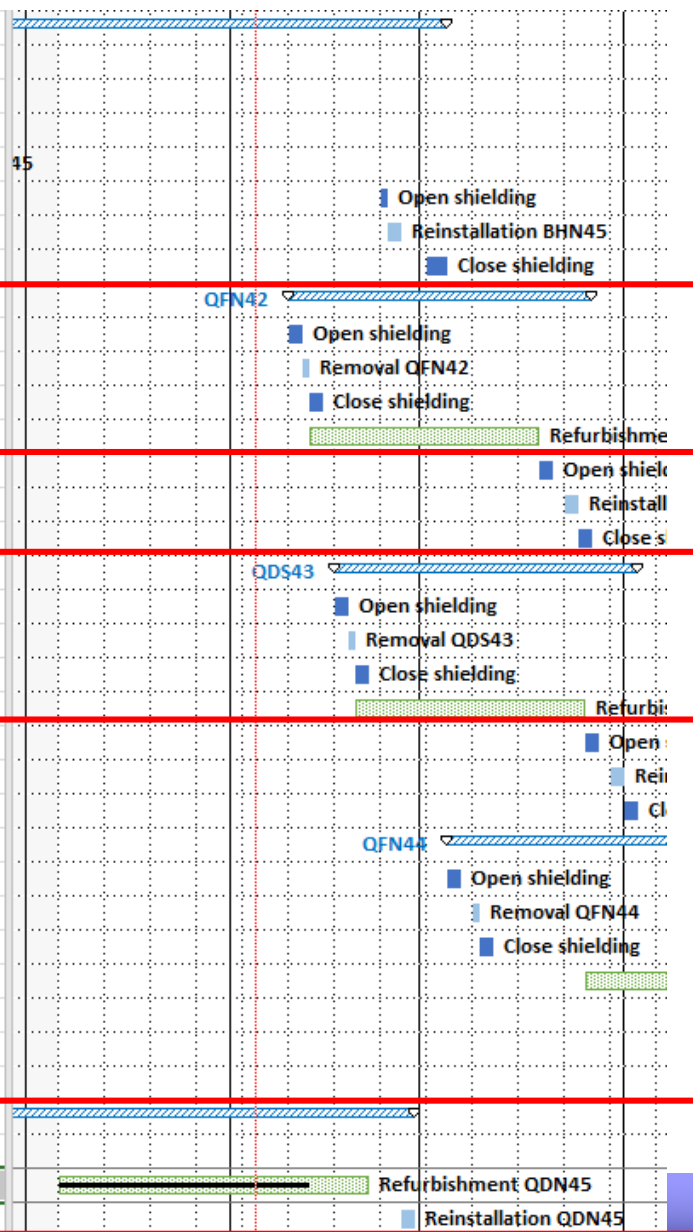 45
Open shielding
Reinstallation BHN45
Close shielding
QFN42
Open shielding
Removal QFN42
Close shielding
Refurbishme
Open shield
Reinstall
Close s
QDS43
Open shielding
Removal QDS43
Close shielding
Refurbis
Open
Rei
Cl
QFN44
Open shielding
Removal QFN44
Close shielding
Refurbishment QDN45
Reinstallation QDN45